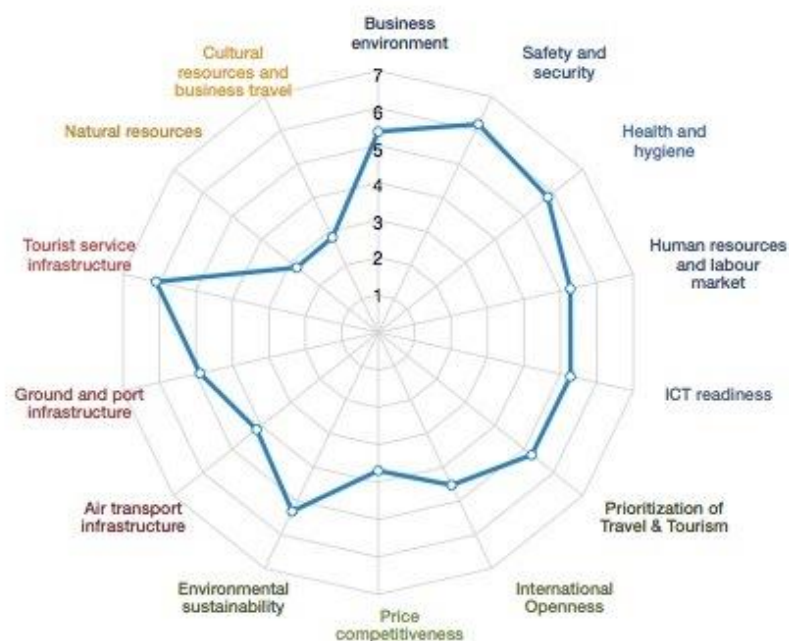 Business
environment
Safety and
security
Health and
hygiene
Human resources
and labour
market
ICT readiness
Prioritization of
Travel & Tourism
International
Openness
Price
competitiveness
Environmental
sustainability
Air transport
infrastructure
Ground and port
infrastructure
Tourist service
infrastructure
Natural resources
Cultural
resources and
business travel
7
6
5
4
3
2
1